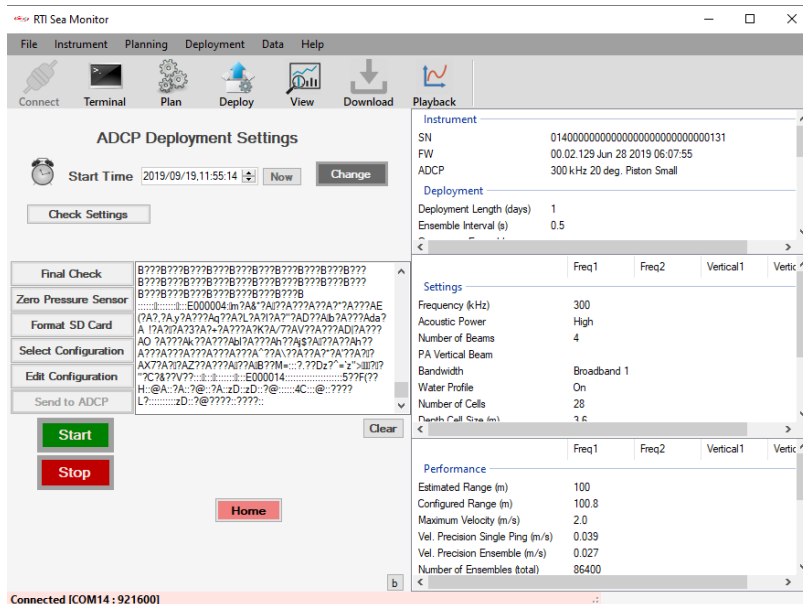 RTI Sea Monitor
File Instrument Planning Deployment Data Help
Connect Terminal Plan Deploy View Download Playback
ADCP Deployment Settings
Start Time 2019/09/19,11:55:14 Now Change
Check Settings
Final Check
Zero Pressure Sensor
Format SD Card
Select Configuration
Edit Configuration
Send to ADCP
B???B???B???B???B???B???B???B???B???B???
B???B???B???B???B???B???B???B???B???B???
B???B???B???B???B???B???B???B
Start
Stop
Clear
Home
b
Instrument
SN 01400000000000000000000000000131
FW 00.02.129 Jun 28 2019 06:07:55
ADCP 300 kHz 20 deg. Piston Small
Deployment
Deployment Length (days) 1
Ensemble Interval (s) 0.5
Freq1 Freq2 Vertical1
Settings
Frequency (kHz) 300
Acoustic Power High
Number of Beams 4
PA Vertical Beam
Bandwidth Broadband 1
Water Profile On
Number of Cells 28
Depth Cell Size (m) 3.6
Freq1 Freq2 Vertical1
Performance
Estimated Range (m) 100
Configured Range (m) 100.8
Maximum Velocity (m/s) 2.0
Vel. Precision Single Ping (m/s) 0.039
Vel. Precision Ensemble (m/s) 0.027
Number of Ensembles (total) 86400
Connected [COM14 : 921600]